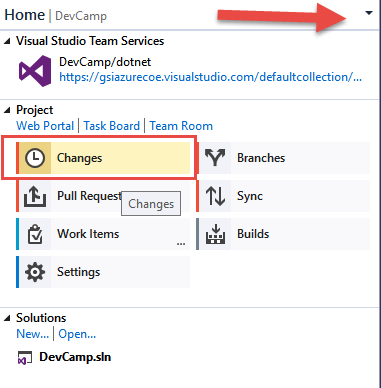 Home | DevCamp
Visual Studio Team Services
DevCamp/dotnet
https://gsiazurecoe.visualstudio.com/defaultcollection/...
Project
Web Portal | Task Board | Team Room
Changes Branches
Pull Request Sync
Changes
Work Items ... Builds
Settings
Solutions
New... | Open...
DevCamp.sln